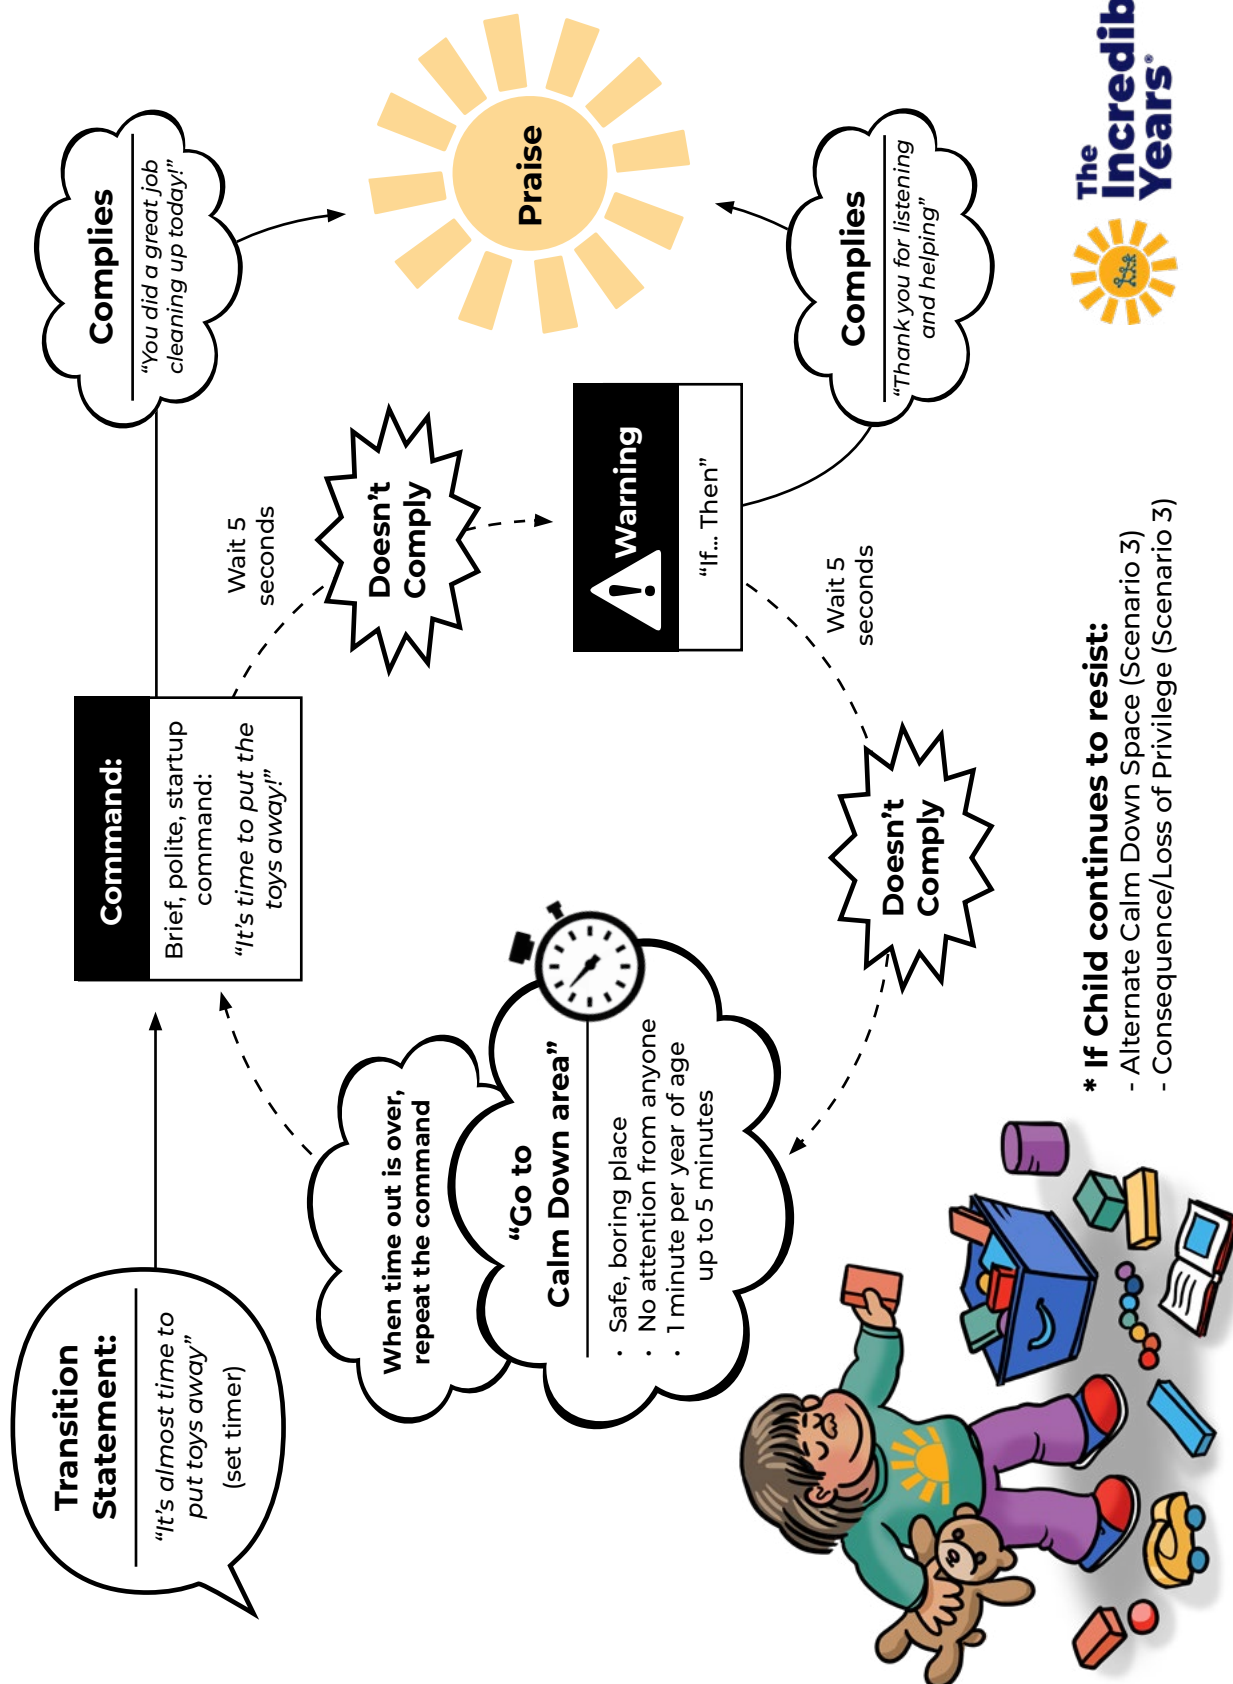 Transition
Statement:
“It’s almost time to
put toys away”
(set timer)
Command:
Brief, polite, startup
command:
“It’s time to put the
toys away!”
Complies
“You did a great job
cleaning up today!”
Wait 5
seconds
Doesn’t
Comply
Praise
Warning
“If... Then”
Complies
“Thank you for listening
and helping”
Wait 5
seconds
Doesn’t
Comply
“Go to
Calm Down area”
· Safe, boring place
· No attention from anyone
· 1 minute per year of age
up to 5 minutes
When time out is over,
repeat the command
* If Child continues to resist:
- Alternate Calm Down Space (Scenario 3)
- Consequence/Loss of Privilege (Scenario 3)
The
Incredib
Years®